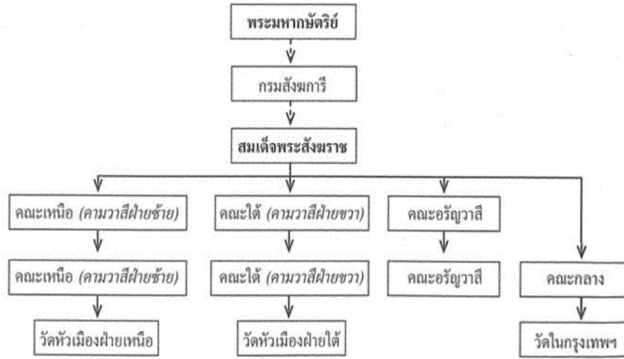 พระมหากษัตริย์
กรมสังฆการี
สมเด็จพระสังฆราช
คณะเหนือ (คามวาสีฝ่ายซ้าย)
คณะใต้ (คามวาสีฝ่ายขวา)
คณะอรัญวาสี
คณะเหนือ (คามวาสีฝ่ายซ้าย)
คณะใต้ (คามวาสีฝ่ายขวา)
คณะอรัญวาสี
คณะกลาง
วัดหัวเมืองฝ่ายเหนือ
วัดหัวเมืองฝ่ายใต้
วัดในกรุงเทพฯ